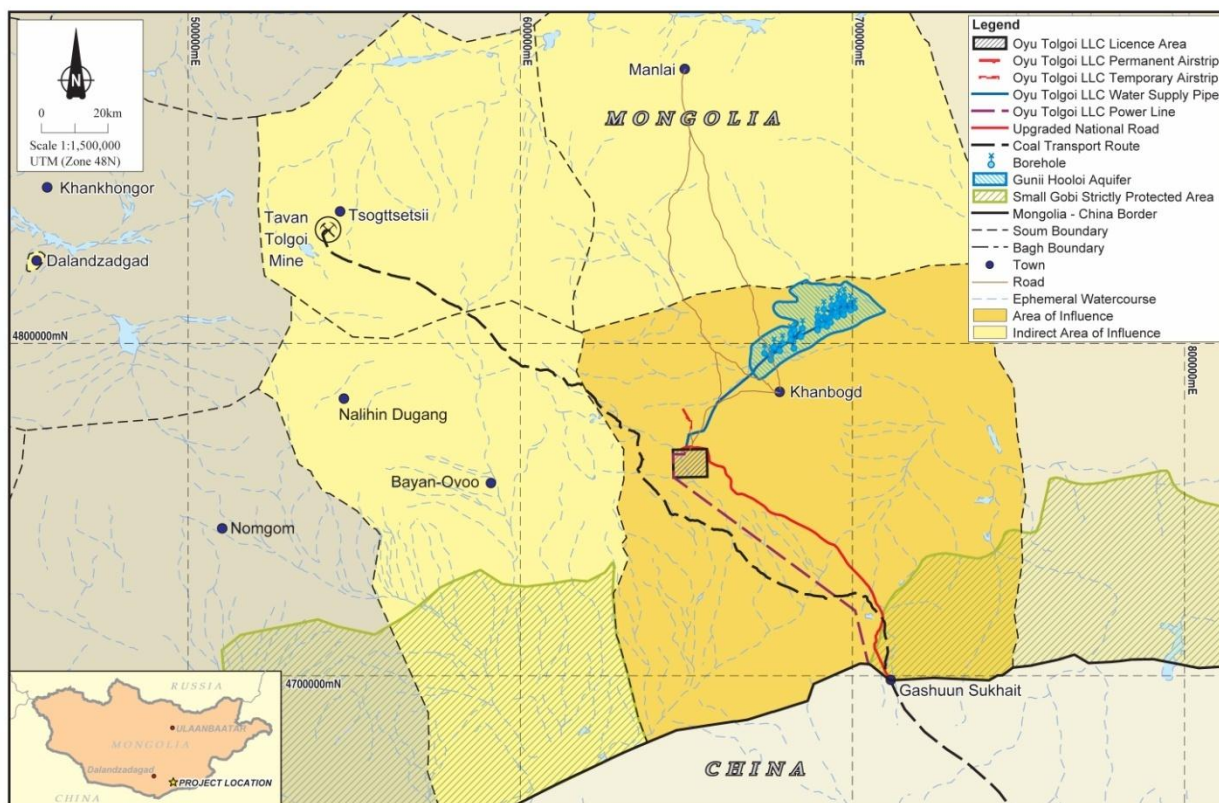 N
0 20km
Scale 1:1,500,000
UTM (Zone 48N)
500000mE
600000mE
700000mE
800000mE
4800000mN
4700000mN
Legend
Oyu Tolgoi LLC Licence Area
Oyu Tolgoi LLC Permanent Airstrip
Oyu Tolgoi LLC Temporary Airstrip
Oyu Tolgoi LLC Water Supply Pipe
Oyu Tolgoi LLC Power Line
Upgraded National Road
Coal Transport Route
Borehole
Gunii Hooloi Aquifer
Small Gobi Strictly Protected Area
Mongolia - China Border
Soum Boundary
Bagh Boundary
Town
Road
Ephemeral Watercourse
Area of Influence
Indirect Area of Influence
Manlai
MONGOLIA
Khankhongor
Tsogttsetsii
Tavan
Tolgoi
Mine
Dalandzadgad
Khanbogd
Nalihin Dugang
Bayan-Ovoo
Nomgom
Gashuun Sukhait
CHINA
RUSSIA
ULAANBAATAR
MONGOLIA
Dalandzadagad
PROJECT LOCATION
CHINA